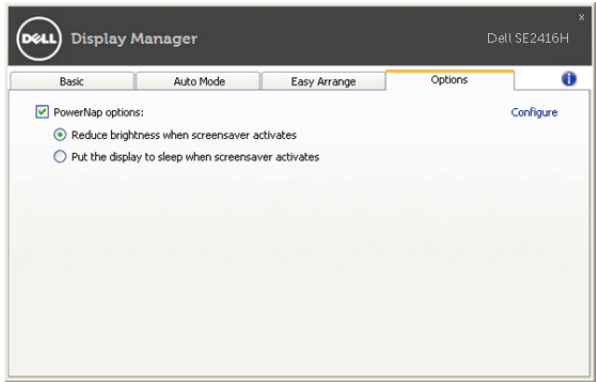 x
DELL Display Manager Dell SE2416H
Basic Auto Mode Easy Arrange Options i
PowerNap options: Configure
Reduce brightness when screensaver activates
Put the display to sleep when screensaver activates